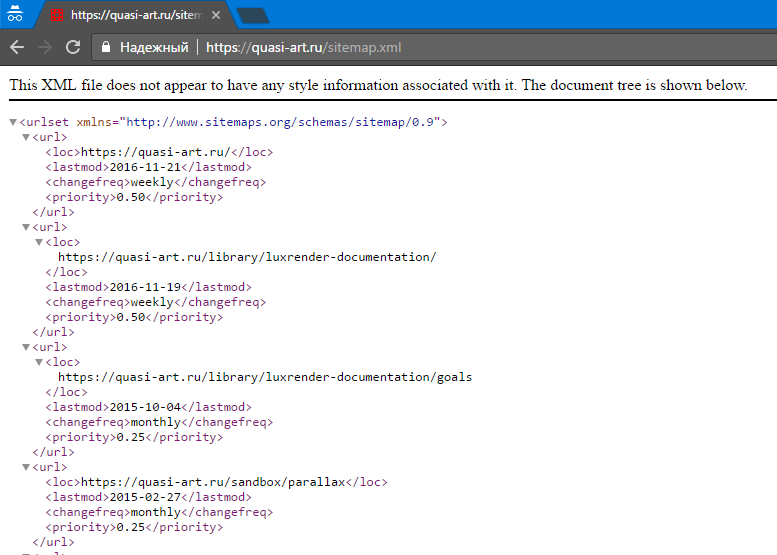 https://quasi-art.ru/sitem
Надежный https://quasi-art.ru/sitemap.xml
This XML file does not appear to have any style information associated with it. The document tree is shown below.
<urlset xmlns="http://www.sitemaps.org/schemas/sitemap/0.9">
<url>
<loc>https://quasi-art.ru/</loc>
<lastmod>2016-11-21</lastmod>
<changefreq>weekly</changefreq>
<priority>0.50</priority>
</url>
<url>
<loc>
https://quasi-art.ru/library/luxrender-documentation/
</loc>
<lastmod>2016-11-19</lastmod>
<changefreq>weekly</changefreq>
<priority>0.50</priority>
</url>
<url>
<loc>
https://quasi-art.ru/library/luxrender-documentation/goals
</loc>
<lastmod>2015-10-04</lastmod>
<changefreq>monthly</changefreq>
<priority>0.25</priority>
</url>
<url>
<loc>https://quasi-art.ru/sandbox/parallax</loc>
<lastmod>2015-02-27</lastmod>
<changefreq>monthly</changefreq>
<priority>0.25</priority>
</url>